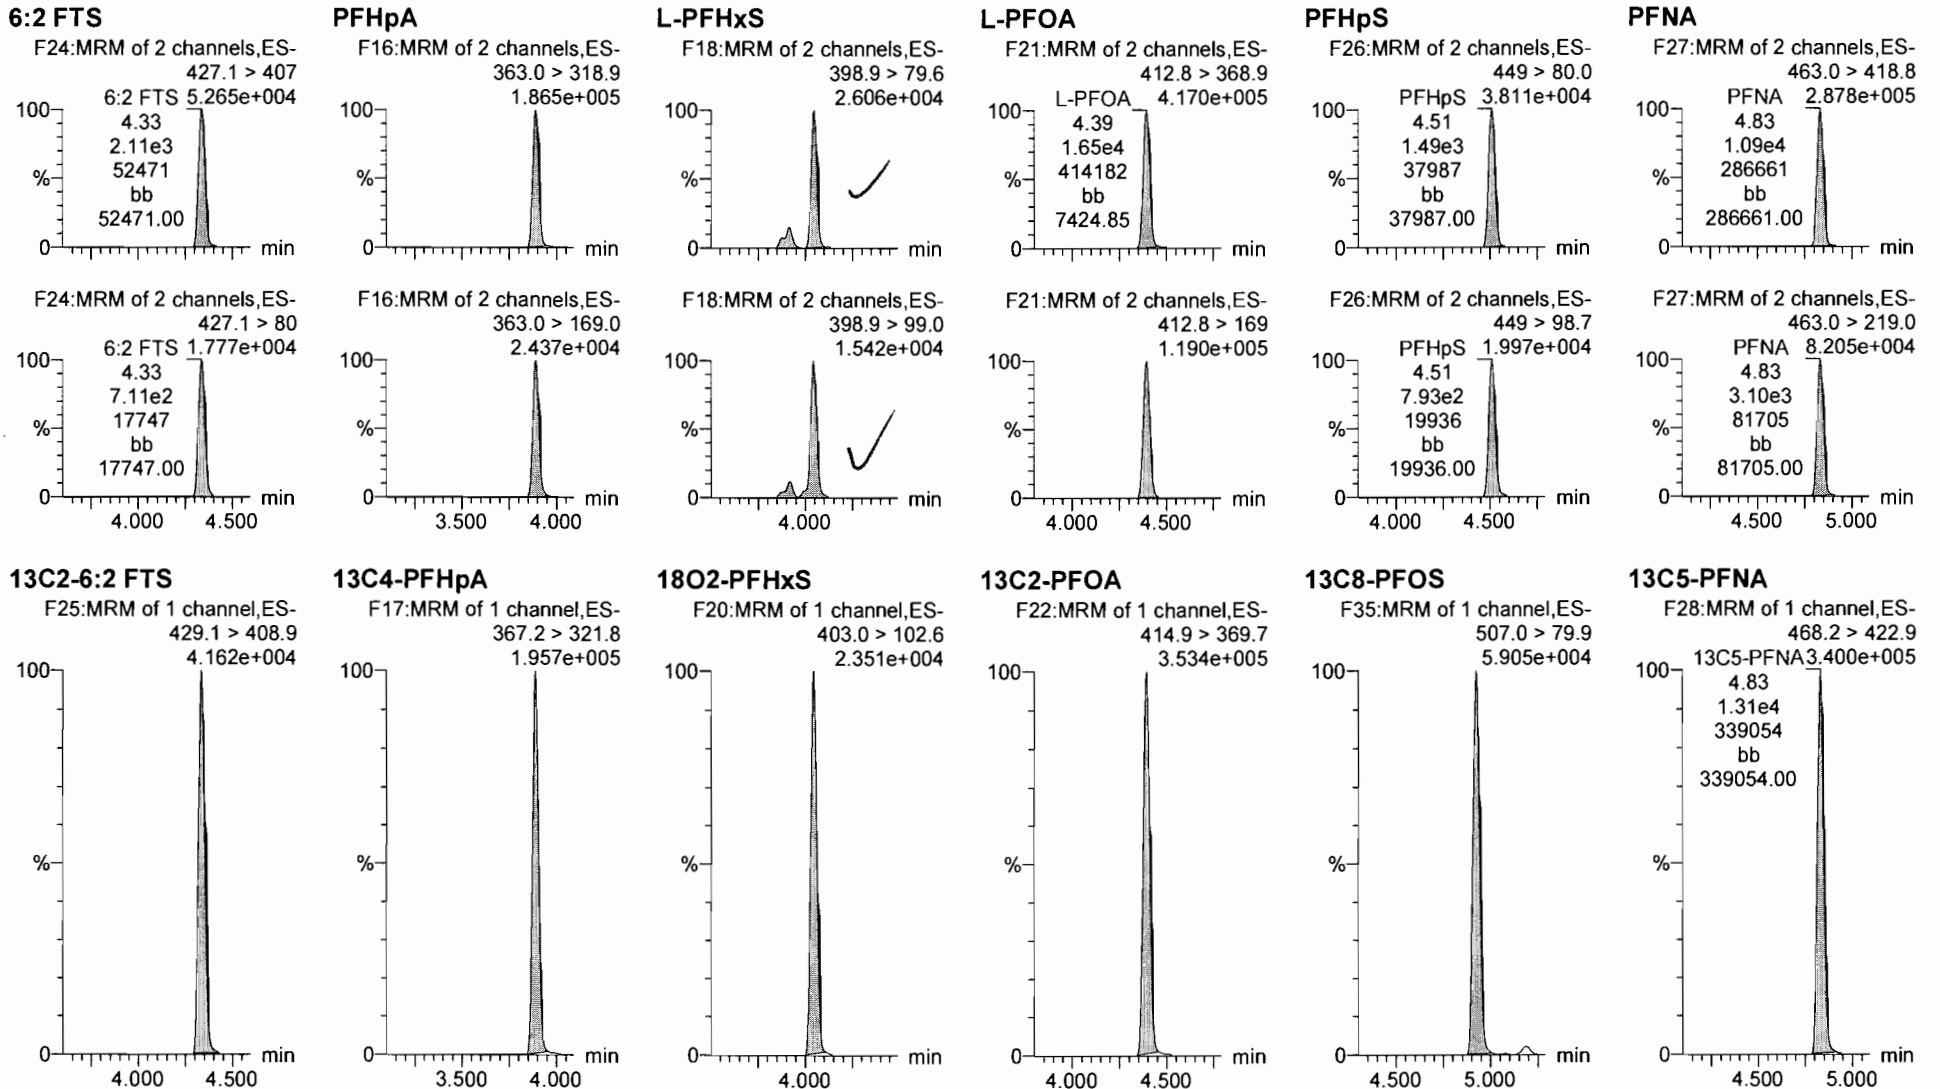 6:2 FTS
F24:MRM of 2 channels,ES-
427.1 > 407
6:2 FTS 5.265e+004
4.33
2.11e3
52471
bb
52471.00
100
%
0
min
F24:MRM of 2 channels,ES-
427.1 > 80
6:2 FTS 1.777e+004
4.33
7.11e2
17747
bb
17747.00
100
%
0
min
4.000 4.500
PFHpA
F16:MRM of 2 channels,ES-
363.0 > 318.9
1.865e+005
100
%
0
min
F16:MRM of 2 channels,ES-
363.0 > 169.0
2.437e+004
100
%
0
min
3.500 4.000
L-PFHxS
F18:MRM of 2 channels,ES-
398.9 > 79.6
2.606e+004
100
%
0
min
F18:MRM of 2 channels,ES-
398.9 > 99.0
1.542e+004
100
%
0
min
4.000
L-PFOA
F21:MRM of 2 channels,ES-
412.8 > 368.9
L-PFOA 4.170e+005
4.39
1.65e4
414182
bb
7424.85
100
%
0
min
F21:MRM of 2 channels,ES-
412.8 > 169
1.190e+005
100
%
0
min
4.000 4.500
PFHpS
F26:MRM of 2 channels,ES-
449 > 80.0
PFHpS 3.811e+004
4.51
1.49e3
37987
bb
37987.00
100
%
0
min
F26:MRM of 2 channels,ES-
449 > 98.7
PFHpS 1.997e+004
4.51
7.93e2
19936
bb
19936.00
100
%
0
min
4.000 4.500
PFNA
F27:MRM of 2 channels,ES-
463.0 > 418.8
PFNA 2.878e+005
4.83
1.09e4
286661
bb
286661.00
100
%
0
min
F27:MRM of 2 channels,ES-
463.0 > 219.0
PFNA 8.205e+004
4.83
3.10e3
81705
bb
81705.00
100
%
0
min
4.500 5.000
13C2-6:2 FTS
F25:MRM of 1 channel,ES-
429.1 > 408.9
4.162e+004
100
%
0
min
4.000 4.500
13C4-PFHpA
F17:MRM of 1 channel,ES-
367.2 > 321.8
1.957e+005
100
%
0
min
3.500 4.000
18O2-PFHxS
F20:MRM of 1 channel,ES-
403.0 > 102.6
2.351e+004
100
%
0
min
4.000
13C2-PFOA
F22:MRM of 1 channel,ES-
414.9 > 369.7
3.534e+005
100
%
0
min
4.000 4.500
13C8-PFOS
F35:MRM of 1 channel,ES-
507.0 > 79.9
5.905e+004
100
%
0
min
4.500 5.000
13C5-PFNA
F28:MRM of 1 channel,ES-
468.2 > 422.9
13C5-PFNA 3.400e+005
4.83
1.31e4
339054
bb
339054.00
100
%
0
min
4.500 5.000